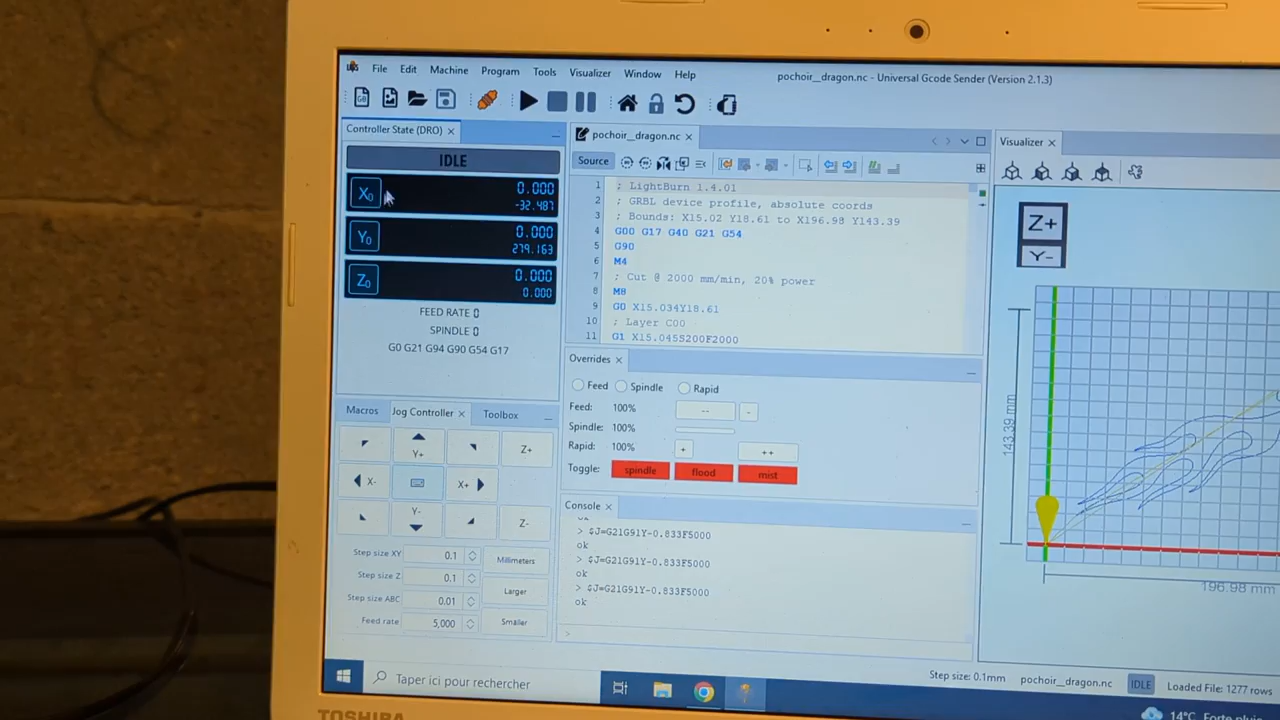 File Edit Machine Program Tools Visualizer Window Help
pochoir_dragon.nc - Universal Gcode Sender (Version 2.1.3)
Controller State (DRO)
IDLE
X0
0.000
-32.487
Y0
0.000
279.163
Z0
0.000
0.000
FEED RATE 0
SPINDLE 0
G0 G21 G94 G90 G54 G17
Macros Jog Controller Toolbox
Y+
Z+
X-
X+
Y-
Z-
Step size XY 0.1 Millimeters
Step size Z 0.1
Larger
Step size ABC 0.01
Feed rate 5,000 Smaller
pochoir_dragon.nc
Source
1 ; LightBurn 1.4.01
2 ; GRBL device profile, absolute coords
3 ; Bounds: X15.02 Y18.61 to X196.98 Y143.39
4 G00 G17 G40 G21 G54
5 G90
6 M4
7 ; Cut @ 2000 mm/min, 20% power
8 M8
9 G0 X15.034Y18.61
10 ; Layer C00
11 G1 X15.045S200F2000
Overrides
Feed Spindle Rapid
Feed: 100% -- -
Spindle: 100%
Rapid: 100% + ++
Toggle: spindle flood mist
Console
> $J=G21G91Y-0.833F5000
ok
> $J=G21G91Y-0.833F5000
ok
> $J=G21G91Y-0.833F5000
ok
>
Visualizer
Z+
Y-
143.39 mm
196.98 mm
Step size: 0.1mm pochoir_dragon.nc IDLE Loaded File: 1277 rows
Taper ici pour rechercher
14°C
TOSHIBA